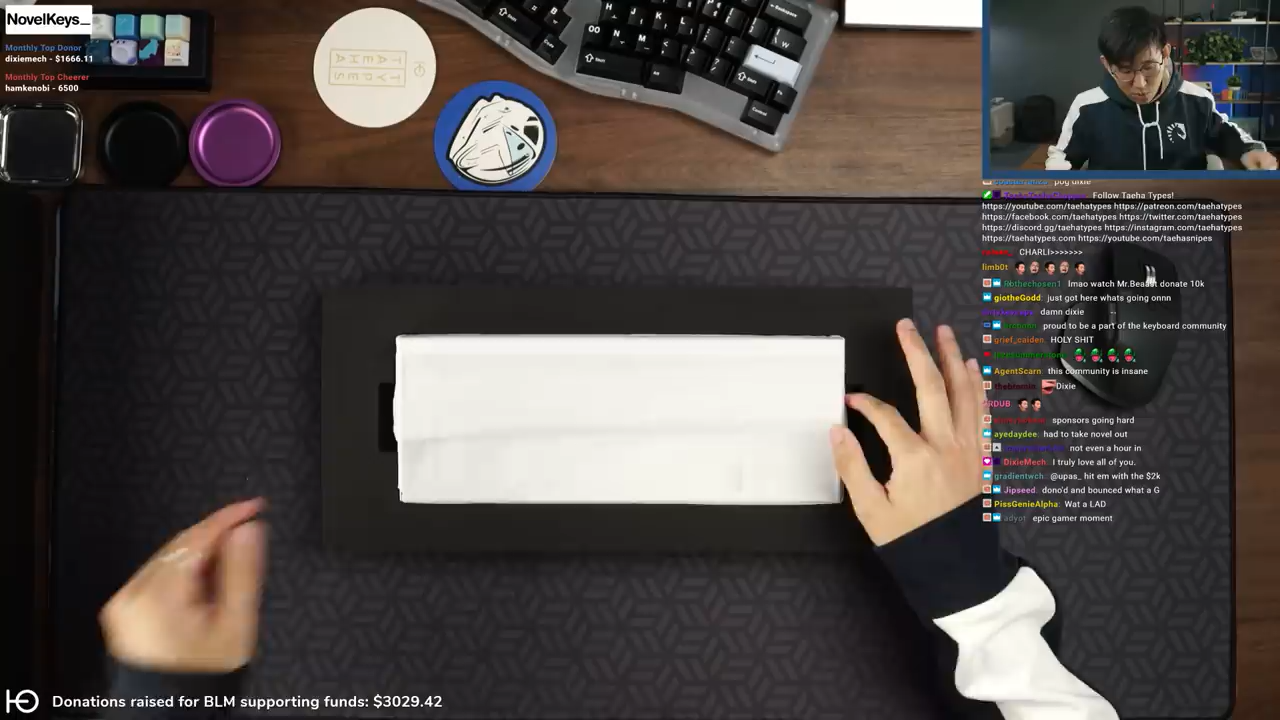 NovelKeys_
Monthly Top Donor
dixiemech - $1666.11
Monthly Top Cheerer
hamkenobi - 6500
TAEHA
TYPES
pog dixie
Follow Taeha Types!
https://youtube.com/taehatypes https://patreon.com/taehatypes
https://facebook.com/taehatypes https://twitter.com/taehatypes
https://discord.gg/taehatypes https://instagram.com/taehatypes
https://taehatypes.com https://youtube.com/taehasnipes
CHARLI>>>>>>>
limb0t
Rothechosen1 lmao watch Mr.Beast donate 10k
giotheGodd: just got here whats going onnn
damn dixie
proud to be a part of the keyboard community
grief_caiden: HOLY SHIT
AgentScarn: this community is insane
Dixie
RDUB
sponsors going hard
ayedaydee: had to take novel out
not even a hour in
DixieMech: I truly love all of you.
gradientwch: @upas_ hit em with the $2k
Jipseed: dono'd and bounced what a G
PissGenieAlpha: Wat a LAD
adyot: epic gamer moment
Donations raised for BLM supporting funds: $3029.42